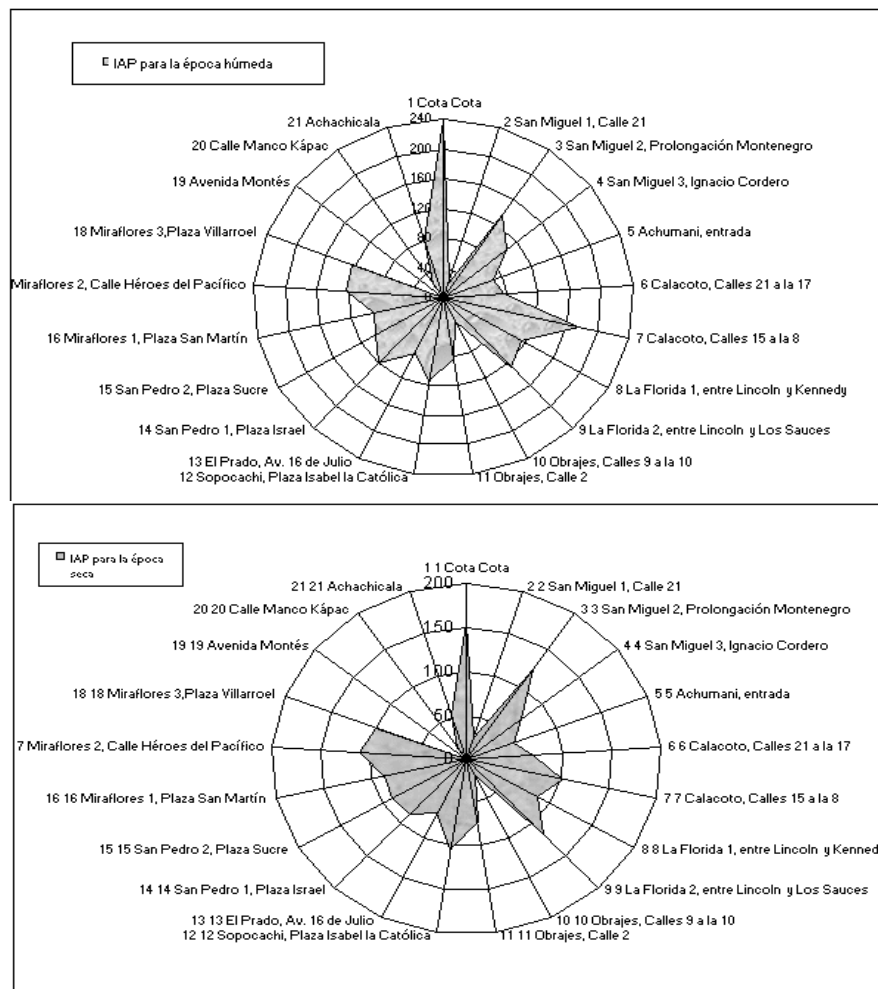 IAP para la época húmeda
1 Cota Cota
2 San Miguel 1, Calle 21
3 San Miguel 2, Prolongación Montenegro
4 San Miguel 3, Ignacio Cordero
5 Achumani, entrada
6 Calacoto, Calles 21 a la 17
7 Calacoto, Calles 15 a la 8
8 La Florida 1, entre Lincoln y Kennedy
9 La Florida 2, entre Lincoln y Los Sauces
10 Obrajes, Calles 9 a la 10
11 Obrajes, Calle 2
12 Sopocachi, Plaza Isabel la Católica
13 El Prado, Av. 16 de Julio
14 San Pedro 1, Plaza Israel
15 San Pedro 2, Plaza Sucre
16 Miraflores 1, Plaza San Martín
Miraflores 2, Calle Héroes del Pacífico
18 Miraflores 3,Plaza Villarroel
19 Avenida Montés
20 Calle Manco Kápac
21 Achachicala
240
200
160
120
80
40
0
IAP para la época
seca
1 1 Cota Cota
2 2 San Miguel 1, Calle 21
3 3 San Miguel 2, Prolongación Montenegro
4 4 San Miguel 3, Ignacio Cordero
5 5 Achumani, entrada
6 6 Calacoto, Calles 21 a la 17
7 7 Calacoto, Calles 15 a la 8
8 8 La Florida 1, entre Lincoln y Kenned
9 9 La Florida 2, entre Lincoln y Los Sauces
10 10 Obrajes, Calles 9 a la 10
11 11 Obrajes, Calle 2
12 12 Sopocachi, Plaza Isabel la Católica
13 13 El Prado, Av. 16 de Julio
14 14 San Pedro 1, Plaza Israel
15 15 San Pedro 2, Plaza Sucre
16 16 Miraflores 1, Plaza San Martín
7 Miraflores 2, Calle Héroes del Pacífico
18 18 Miraflores 3,Plaza Villarroel
19 19 Avenida Montés
20 20 Calle Manco Kápac
21 21 Achachicala
200
150
100
50
0